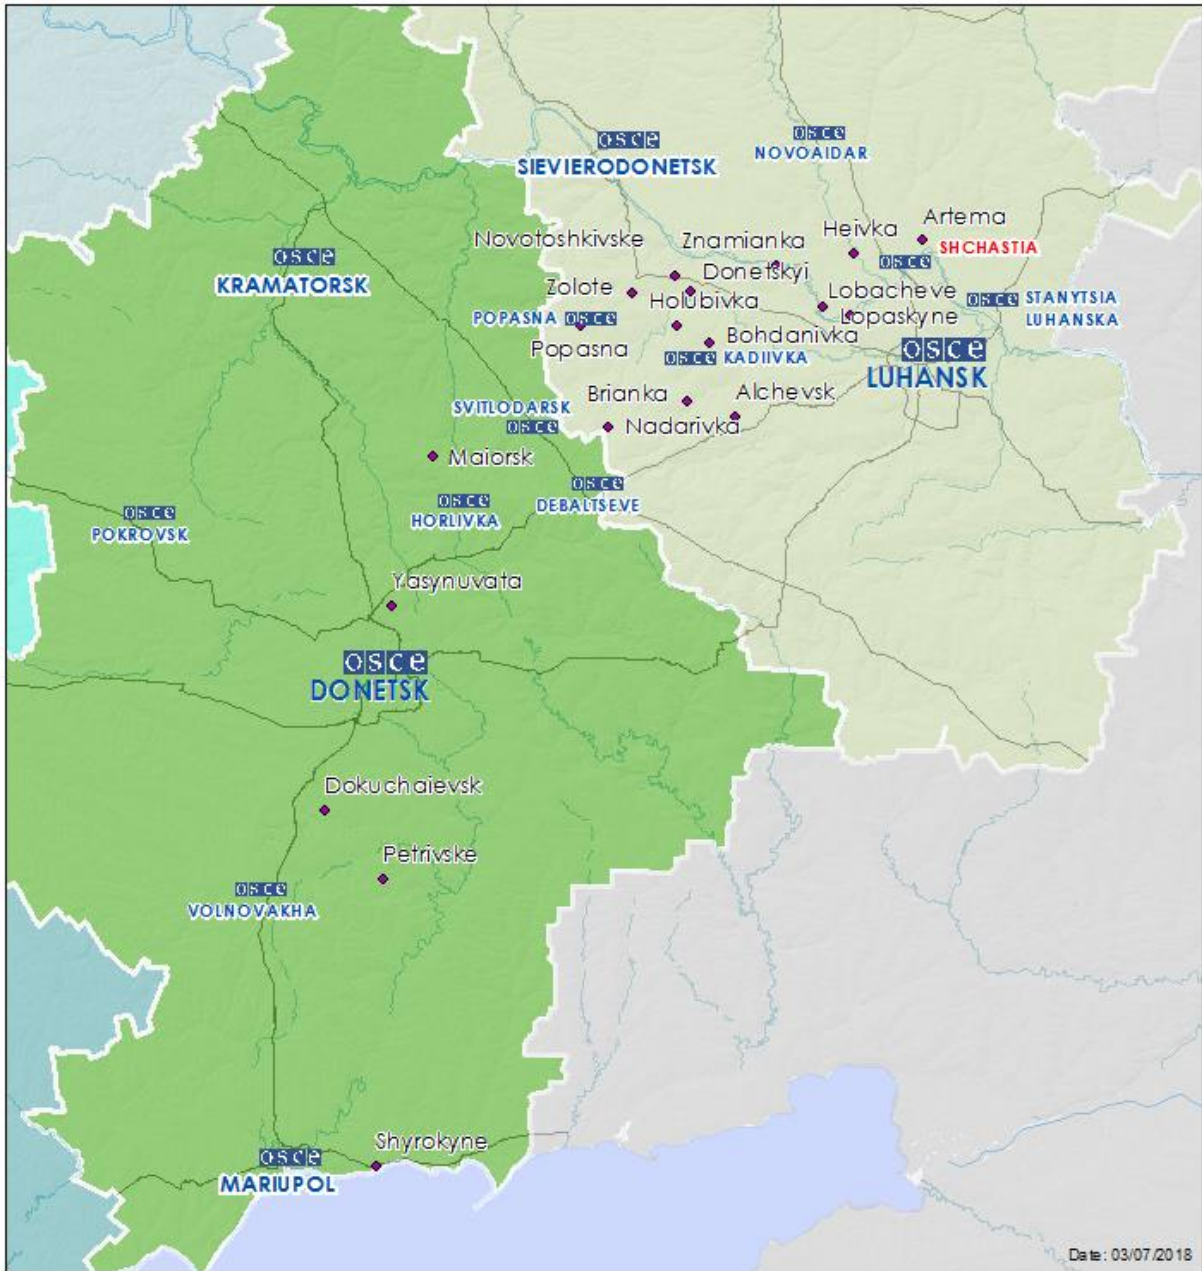 osce
NOVOAIDAR
osce
SIEVIERODONETSK
Artema
Heivka
SHCHASTIA
Novotoshkivske
Znamianka
osce
KRAMATORSK
osce
Donetskyi
Zolote
Holubivka
Lobacheve
osce
STANYTSIA
LUHANSKA
POPASNA osce
Lopaskyne
Popasna
Bohdanivka
osce KADIIVKA
osce
LUHANSK
Brianka
Alchevsk
SVITLODARSK
osce
Nadarivka
Maiorsk
osce
DEBALTSEVE
osce
HORLIVKA
osce
POKROVSK
Yasynuvata
osce
DONETSK
Dokuchaievsk
Petrivske
osce
VOLNOVAKHA
Shyrokyne
osce
MARIUPOL
Date: 03/07/2018